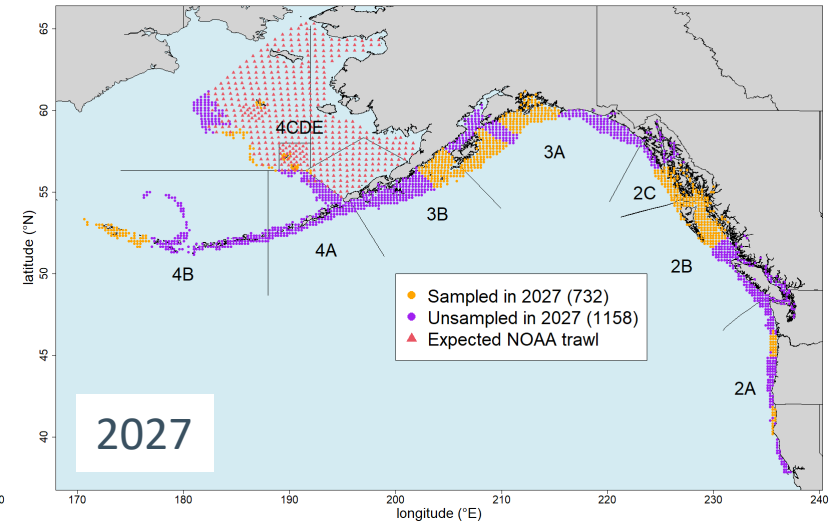 65
60
55
50
45
40
latitude (°N)
4CDE
3A
2C
3B
4A
4B
2B
2A
Sampled in 2027 (732)
Unsampled in 2027 (1158)
Expected NOAA trawl
2027
0
170
180
190
200
210
220
230
240
longitude (°E)